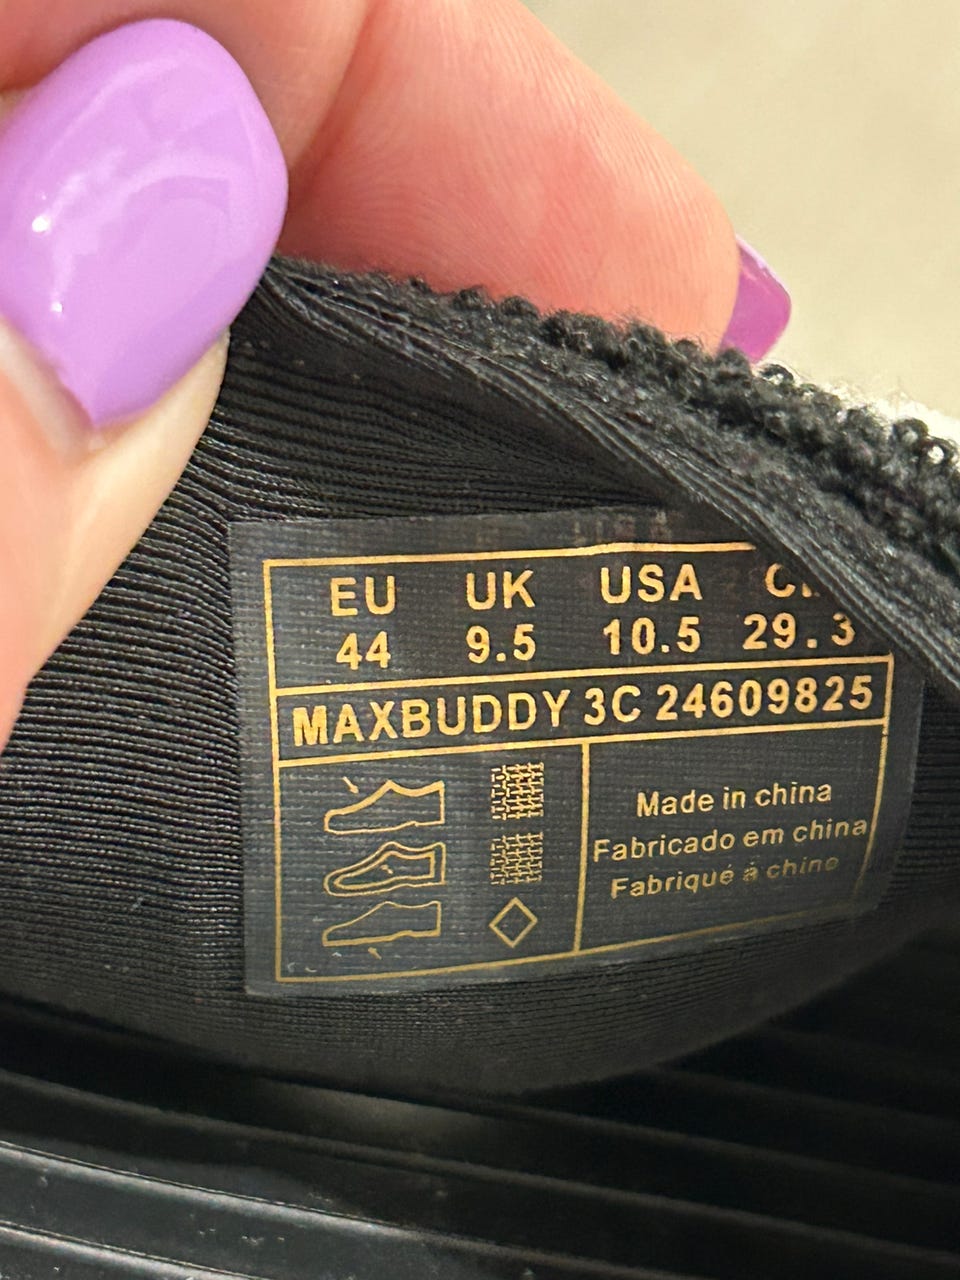 EU UK USA
44 9.5 10.5 29.3
MAXBUDDY 3C 24609825
Made in china
Fabricado em china
Fabriqué á chine